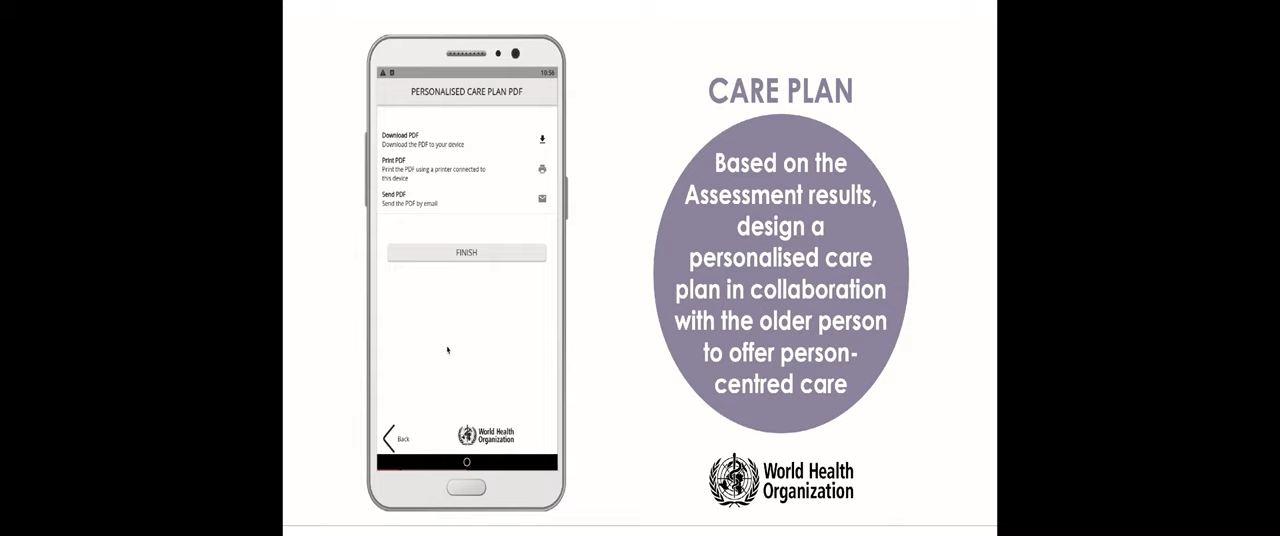 10:56
PERSONALISED CARE PLAN PDF
Download PDF
Download the PDF to your device
Print PDF
Print the PDF using a printer connected to
this device
Send PDF
Send the PDF by email
FINISH
Back
World Health
Organization
CARE PLAN
Based on the
Assessment results,
design a
personalised care
plan in collaboration
with the older person
to offer person-
centred care
World Health
Organization